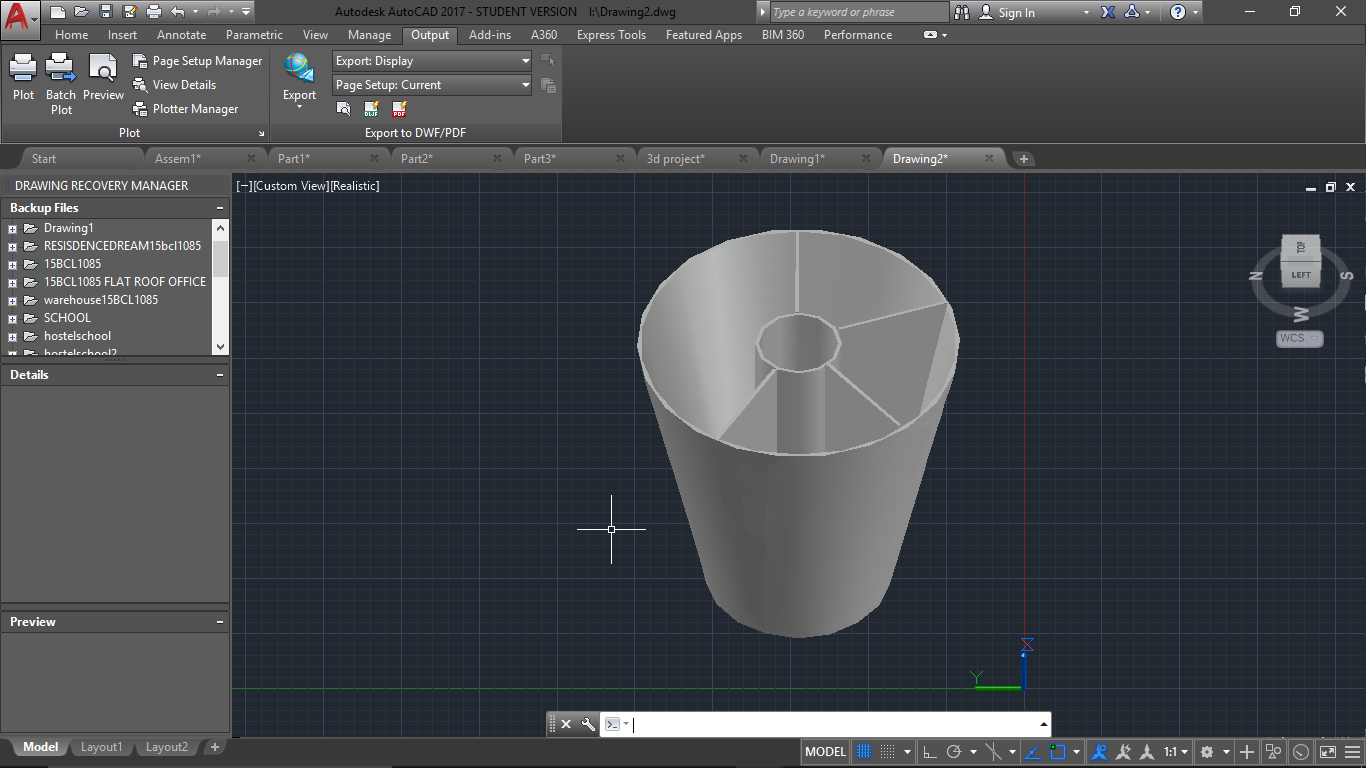 Autodesk AutoCAD 2017 - STUDENT VERSION I:\Drawing2.dwg
Type a keyword or phrase
Sign In
Home Insert Annotate Parametric View Manage Output Add-ins A360 Express Tools Featured Apps BIM 360 Performance
Plot
Batch Plot
Preview
Page Setup Manager
View Details
Plotter Manager
Plot
Export
Export: Display
Page Setup: Current
DWF
PDF
Export to DWF/PDF
Start Assem1* Part1* Part2* Part3* 3d project* Drawing1* Drawing2*
DRAWING RECOVERY MANAGER
Backup Files
Drawing1
RESISDENCEDREAM15bcl1085
15BCL1085
15BCL1085 FLAT ROOF OFFICE
warehouse15BCL1085
SCHOOL
hostelschool
hostelschool2
Details
Preview
[−][Custom View][Realistic]
TOP
LEFT
N
S
W
WCS
Z
Y
Model Layout1 Layout2
MODEL
1:1